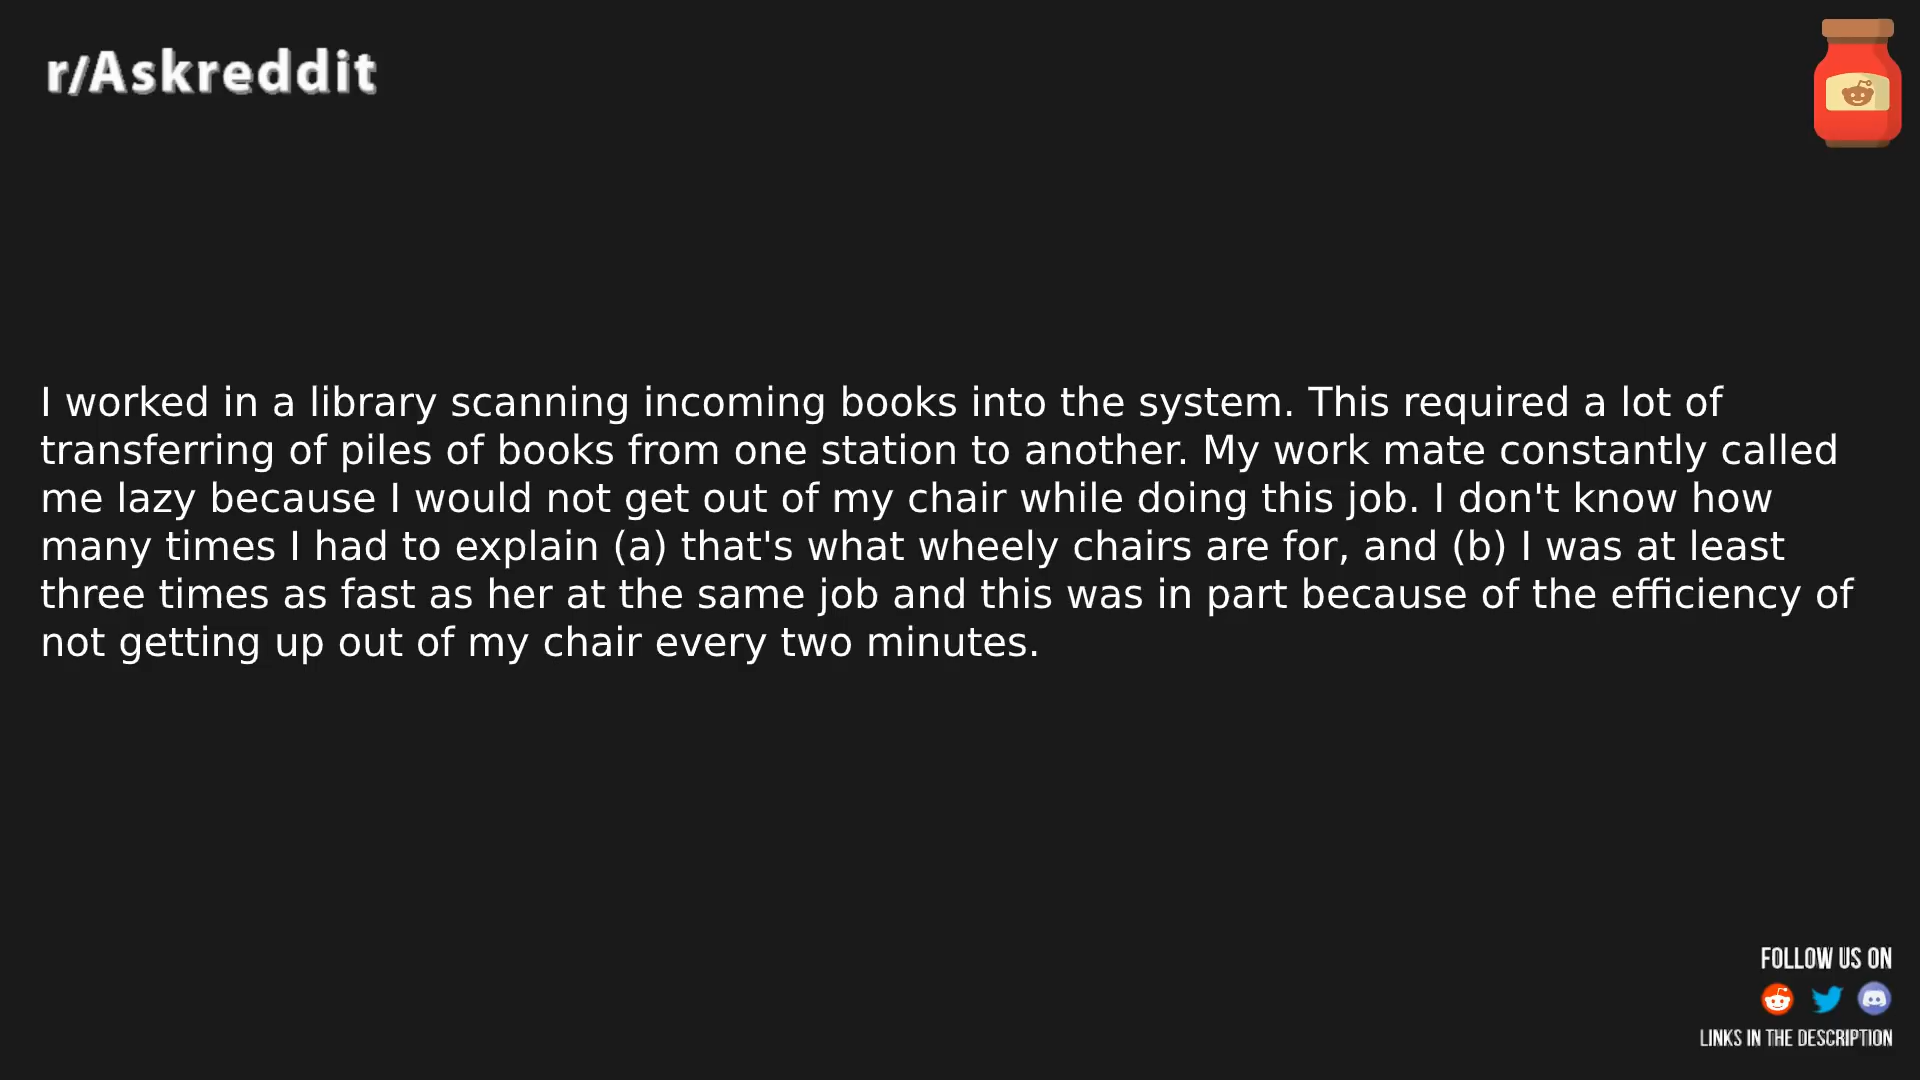 r/Askreddit
I worked in a library scanning incoming books into the system. This required a lot of
transferring of piles of books from one station to another. My work mate constantly called
me lazy because I would not get out of my chair while doing this job. I don't know how
many times I had to explain (a) that's what wheely chairs are for, and (b) I was at least
three times as fast as her at the same job and this was in part because of the efficiency of
not getting up out of my chair every two minutes.
FOLLOW US ON
LINKS IN THE DESCRIPTION